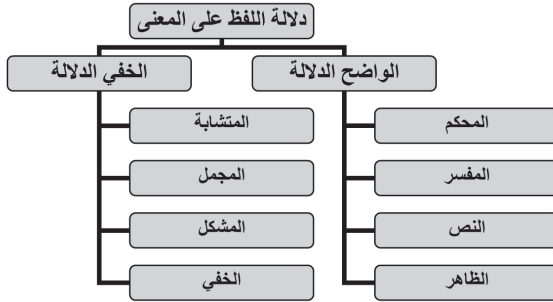 دلالة اللفظ على المعنى
الواضح الدلالة
الخفي الدلالة
المحكم
المتشابة
المفسر
المجمل
النص
المشكل
الظاهر
الخفي